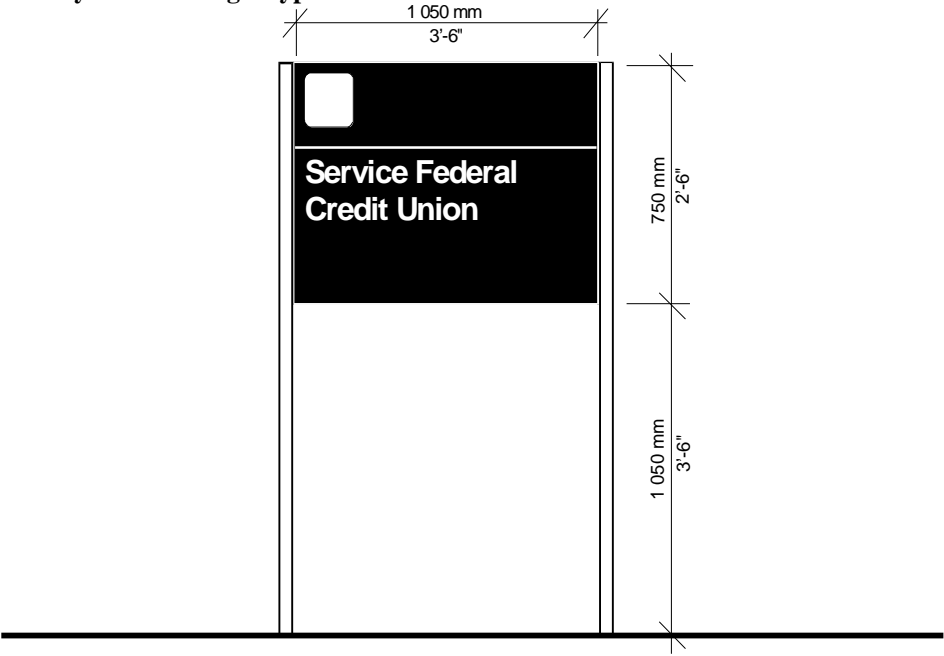 1 050 mm
3'-6"
Service Federal
Credit Union
750 mm
2'-6"
1 050 mm
3'-6"